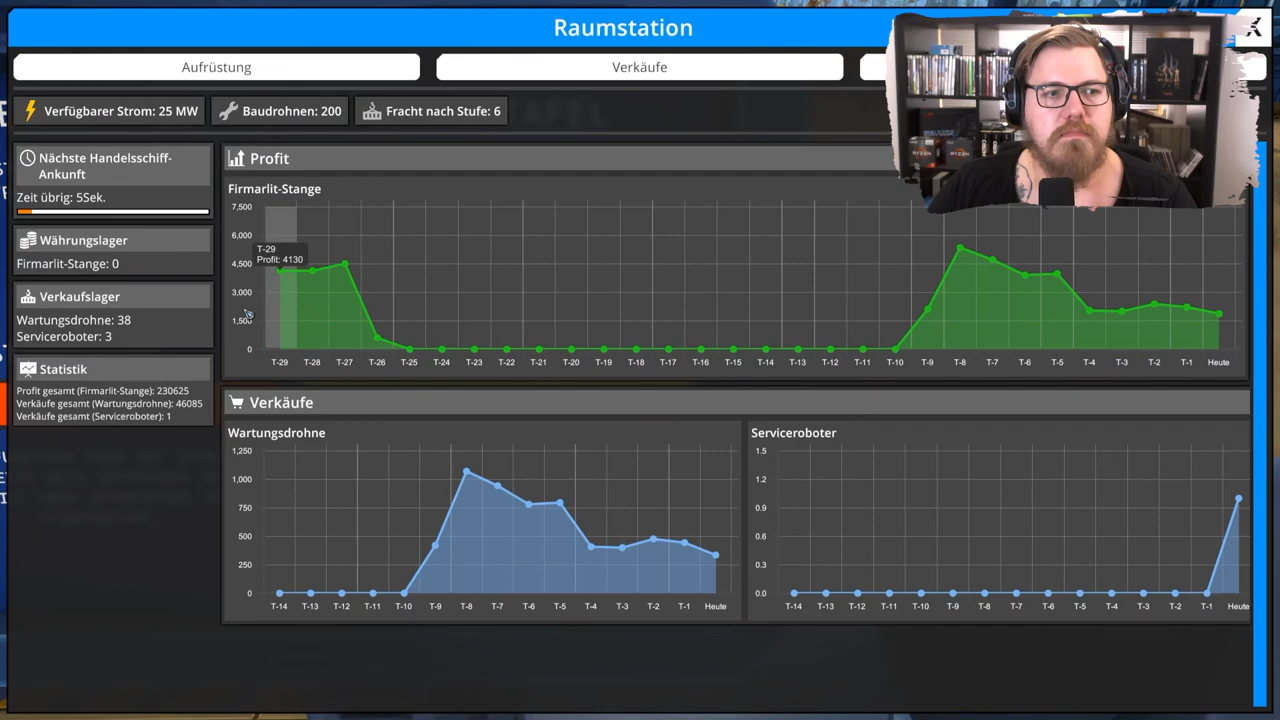 Raumstation
Aufrüstung
Verkäufe
Verfügbarer Strom: 25 MW
Baudrohnen: 200
Fracht nach Stufe: 6
Nächste Handelsschiff-
Ankunft
Zeit übrig: 5Sek.
Währungslager
Firmarlit-Stange: 0
Verkaufslager
Wartungsdrohne: 38
Serviceroboter: 3
Statistik
Profit gesamt (Firmarlit-Stange): 230625
Verkäufe gesamt (Wartungsdrohne): 46085
Verkäufe gesamt (Serviceroboter): 1
Profit
Firmarlit-Stange
7,500
6,000
4,500
3,000
1,500
0
T-29
Profit: 4130
T-29 T-28 T-27 T-26 T-25 T-24 T-23 T-22 T-21 T-20 T-19 T-18 T-17 T-16 T-15 T-14 T-13 T-12 T-11 T-10 T-9 T-8 T-7 T-6 T-5 T-4 T-3 T-2 T-1 Heute
Verkäufe
Wartungsdrohne
1,250
1,000
750
500
250
0
T-14 T-13 T-12 T-11 T-10 T-9 T-8 T-7 T-6 T-5 T-4 T-3 T-2 T-1 Heute
Serviceroboter
1.5
1.2
0.9
0.6
0.3
0.0
T-14 T-13 T-12 T-11 T-10 T-9 T-8 T-7 T-6 T-5 T-4 T-3 T-2 T-1 Heute
RYZEN
RYZEN